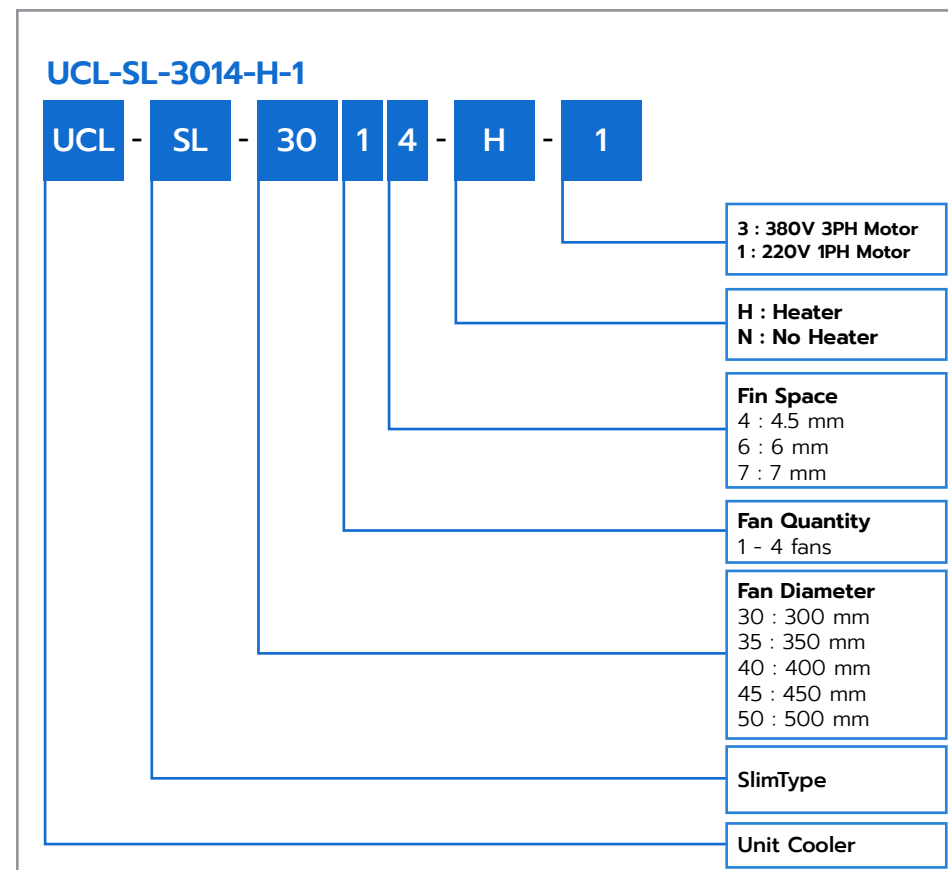 UCL-SL-3014-H-1
UCL - SL - 30 1 4 - H - 1
3 : 380V 3PH Motor
1 : 220V 1PH Motor
H : Heater
N : No Heater
Fin Space
4 : 4.5 mm
6 : 6 mm
7 : 7 mm
Fan Quantity
1 - 4 fans
Fan Diameter
30 : 300 mm
35 : 350 mm
40 : 400 mm
45 : 450 mm
50 : 500 mm
SlimType
Unit Cooler